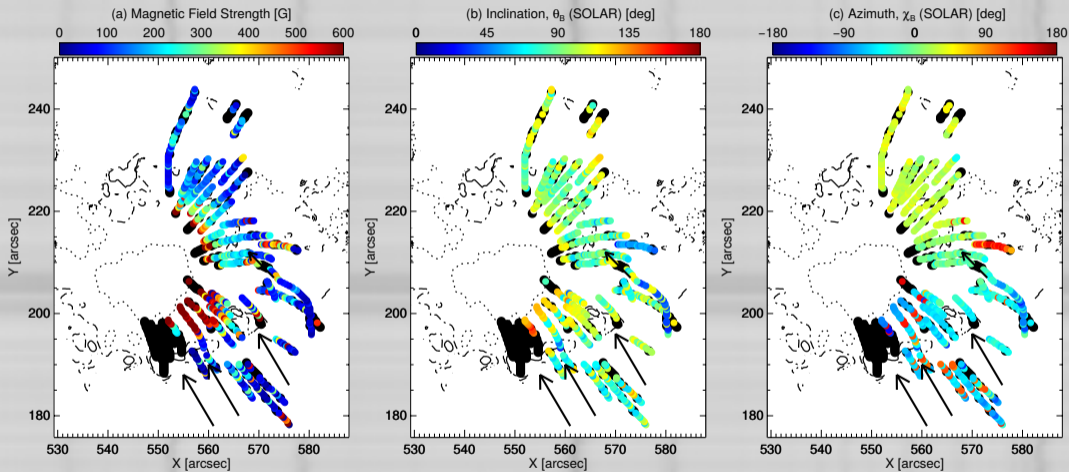 (a) Magnetic Field Strength [G]
0 100 200 300 400 500 600
(b) Inclination, θB (SOLAR) [deg]
0 45 90 135 180
(c) Azimuth, χB (SOLAR) [deg]
−180 −90 0 90 180
Y [arcsec]
240
220
200
180
530 540 550 560 570 580
X [arcsec]
Y [arcsec]
240
220
200
180
530 540 550 560 570 580
X [arcsec]
Y [arcsec]
240
220
200
180
530 540 550 560 570 580
X [arcsec]